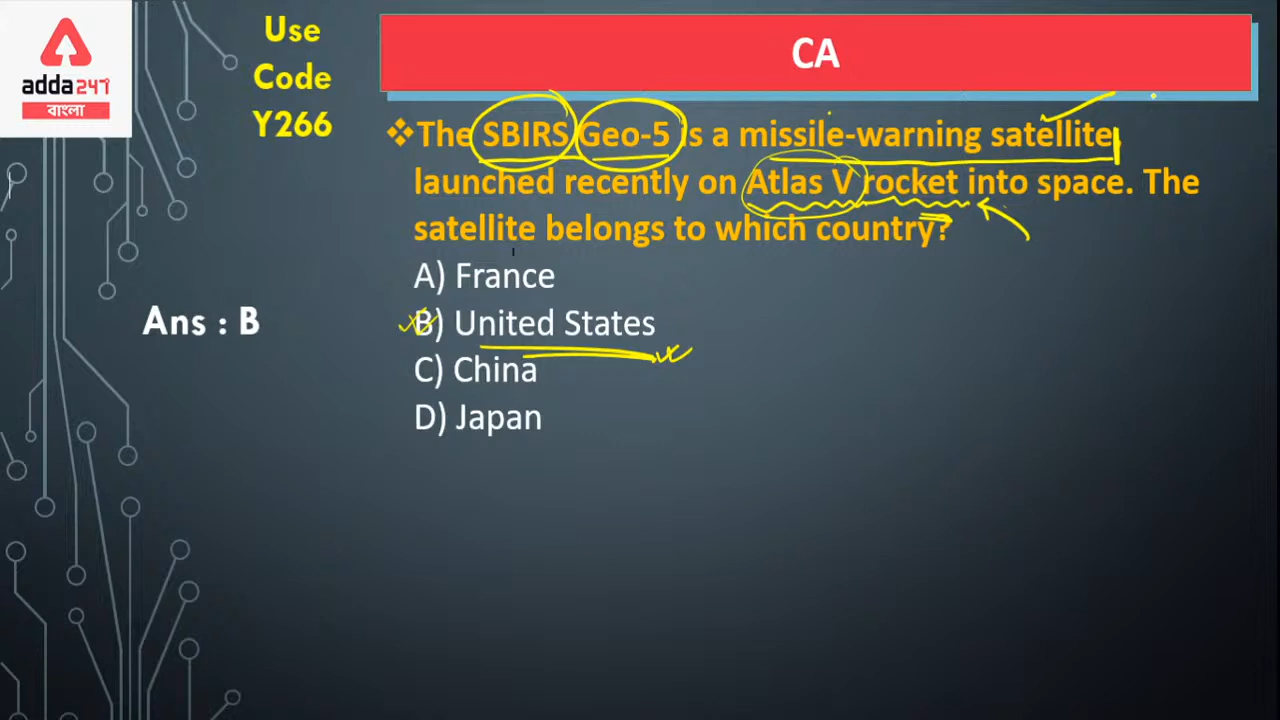 adda247
বাংলা
Use
Code
Y266
CA
❖The SBIRS Geo-5 is a missile-warning satellite
launched recently on Atlas V rocket into space. The
satellite belongs to which country?
A) France
B) United States
C) China
D) Japan
Ans : B